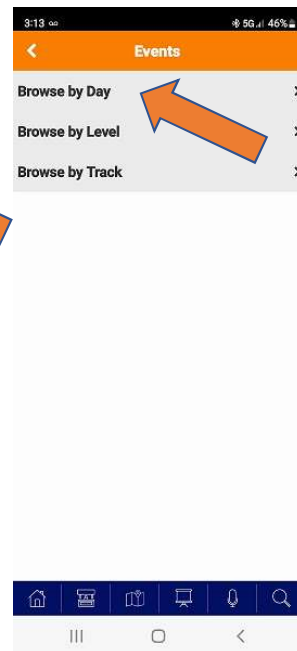 3:13 5G 46%
Events
Browse by Day
Browse by Level
Browse by Track